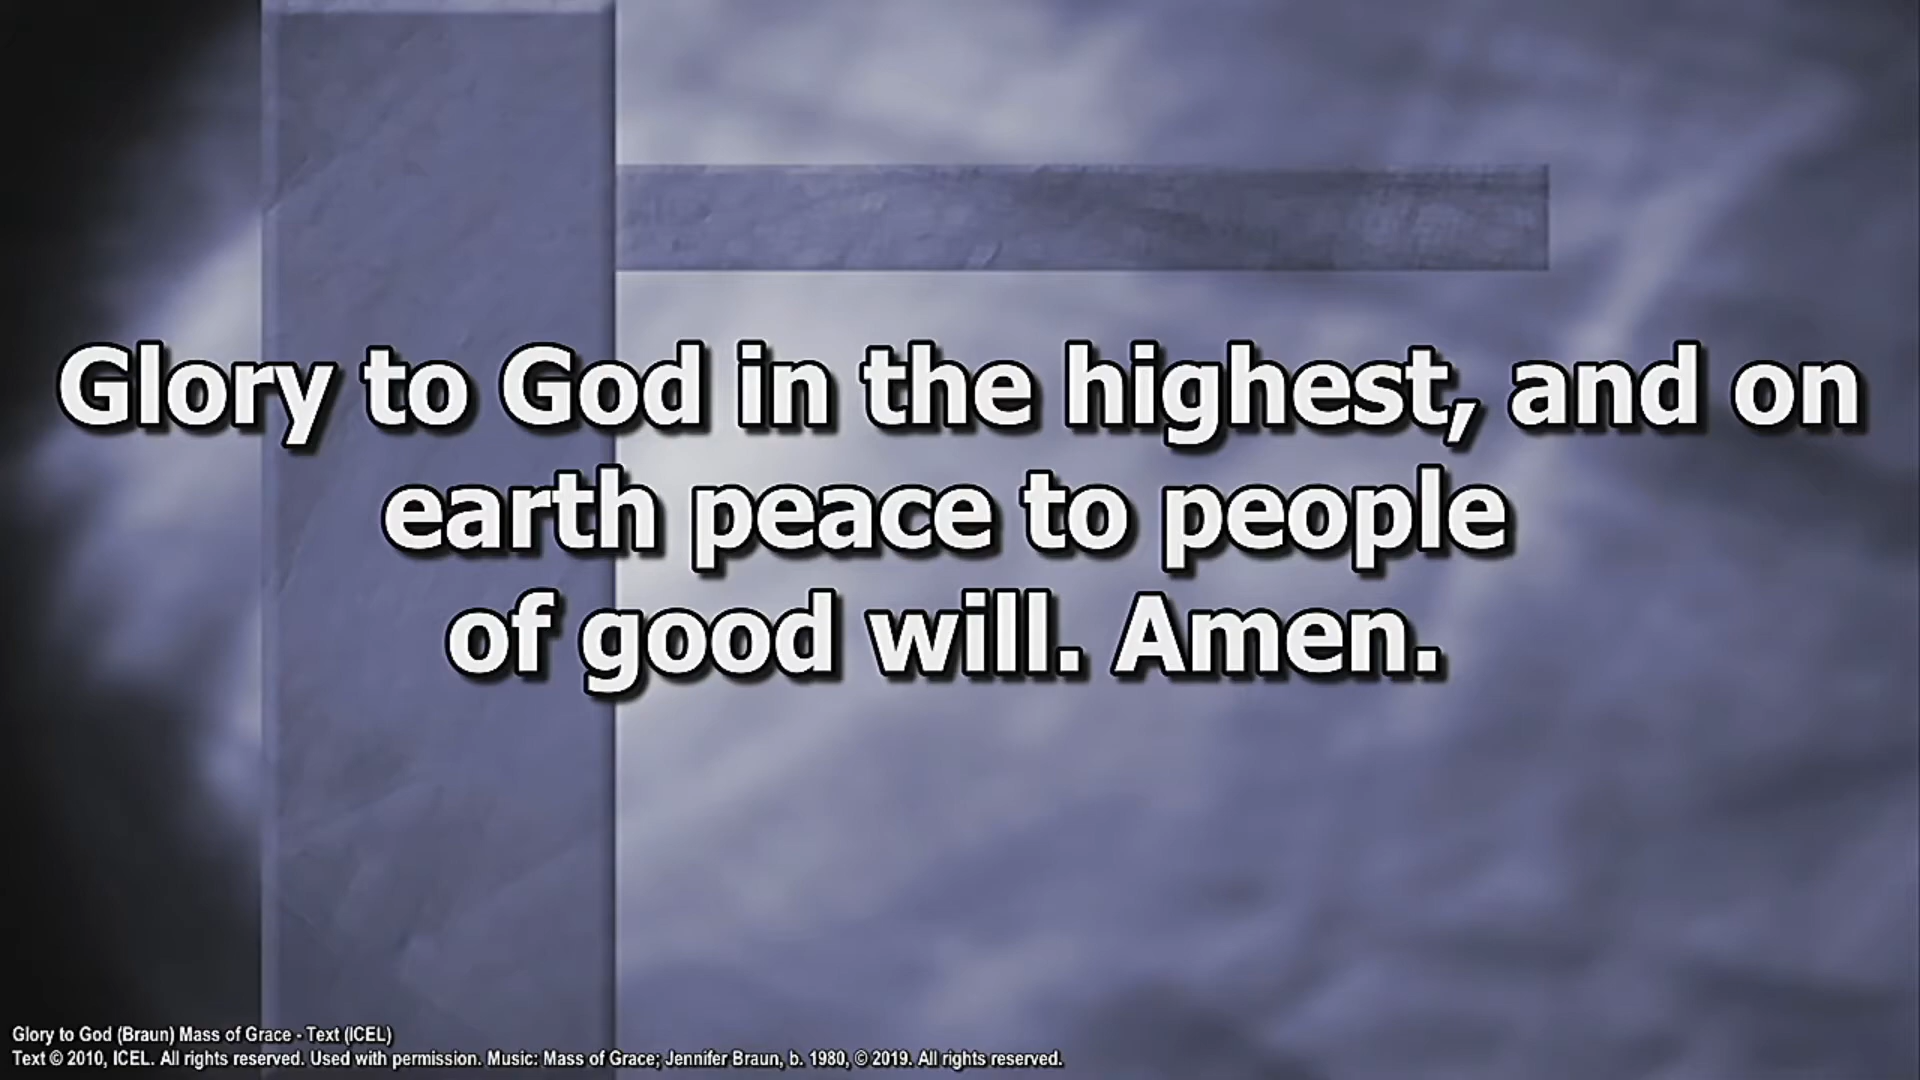 Glory to God in the highest, and on
earth peace to people
of good will. Amen.
Glory to God (Braun) Mass of Grace - Text (ICEL)
Text © 2010, ICEL. All rights reserved. Used with permission. Music: Mass of Grace; Jennifer Braun, b. 1980, © 2019. All rights reserved.